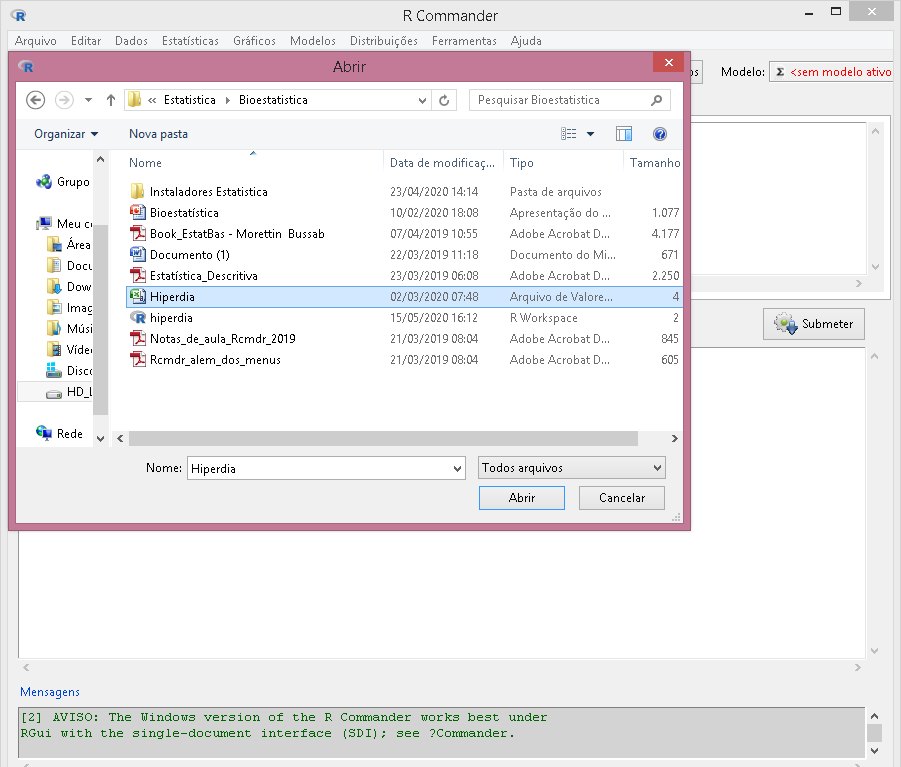 R Commander
Arquivo Editar Dados Estatísticas Gráficos Modelos Distribuições Ferramentas Ajuda
Abrir
os Modelo: Σ <sem modelo ativo
« Estatistica Bioestatistica Pesquisar Bioestatistica
Organizar Nova pasta
Nome Data de modificaç... Tipo Tamanho
Grupo
Meu co
Área
Docu
Dow
Imag
Músi
Víde
Disco
HD_L
Rede
Instaladores Estatistica 23/04/2020 14:14 Pasta de arquivos
Bioestatística 10/02/2020 18:08 Apresentação do ... 1.077
Book_EstatBas - Morettin Bussab 07/04/2019 10:55 Adobe Acrobat D... 4.177
Documento (1) 22/03/2019 11:18 Documento do Mi... 671
Estatística_Descritiva 23/03/2019 06:08 Adobe Acrobat D... 2.250
Hiperdia 02/03/2020 07:48 Arquivo de Valore... 4
hiperdia 15/05/2020 16:12 R Workspace 2
Notas_de_aula_Rcmdr_2019 21/03/2019 08:04 Adobe Acrobat D... 845
Rcmdr_alem_dos_menus 21/03/2019 08:04 Adobe Acrobat D... 605
Submeter
Nome: Hiperdia Todos arquivos
Abrir Cancelar
Mensagens
[2] AVISO: The Windows version of the R Commander works best under
RGui with the single-document interface (SDI); see ?Commander.